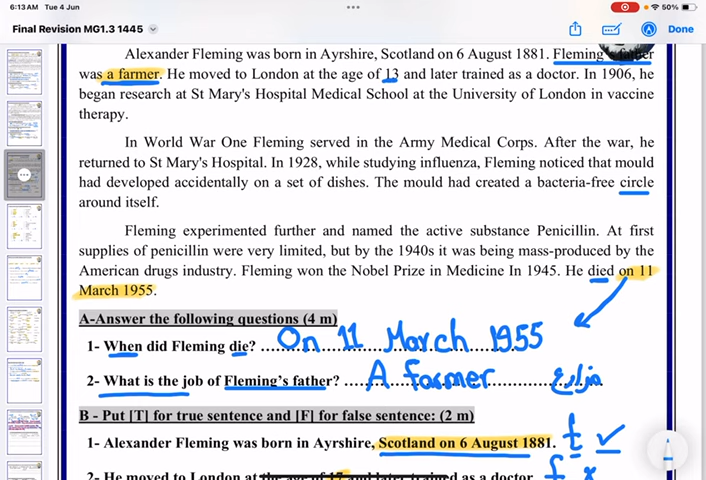 6:13 AM Tue 4 Jun
50%
Final Revision MG1.3 1445
Done
Alexander Fleming was born in Ayrshire, Scotland on 6 August 1881. Fleming's father
was a farmer. He moved to London at the age of 13 and later trained as a doctor. In 1906, he
began research at St Mary's Hospital Medical School at the University of London in vaccine
therapy.
In World War One Fleming served in the Army Medical Corps. After the war, he
returned to St Mary's Hospital. In 1928, while studying influenza, Fleming noticed that mould
had developed accidentally on a set of dishes. The mould had created a bacteria-free circle
around itself.
Fleming experimented further and named the active substance Penicillin. At first
supplies of penicillin were very limited, but by the 1940s it was being mass-produced by the
American drugs industry. Fleming won the Nobel Prize in Medicine In 1945. He died on 11
March 1955.
A-Answer the following questions (4 m)
1- When did Fleming die? On 11 March 1955
2- What is the job of Fleming's father? A farmer مزارع
B - Put [T] for true sentence and [F] for false sentence: (2 m)
1- Alexander Fleming was born in Ayrshire, Scotland on 6 August 1881. t ✓
2- He moved to London at the age of 17 and later trained as a doctor. f x